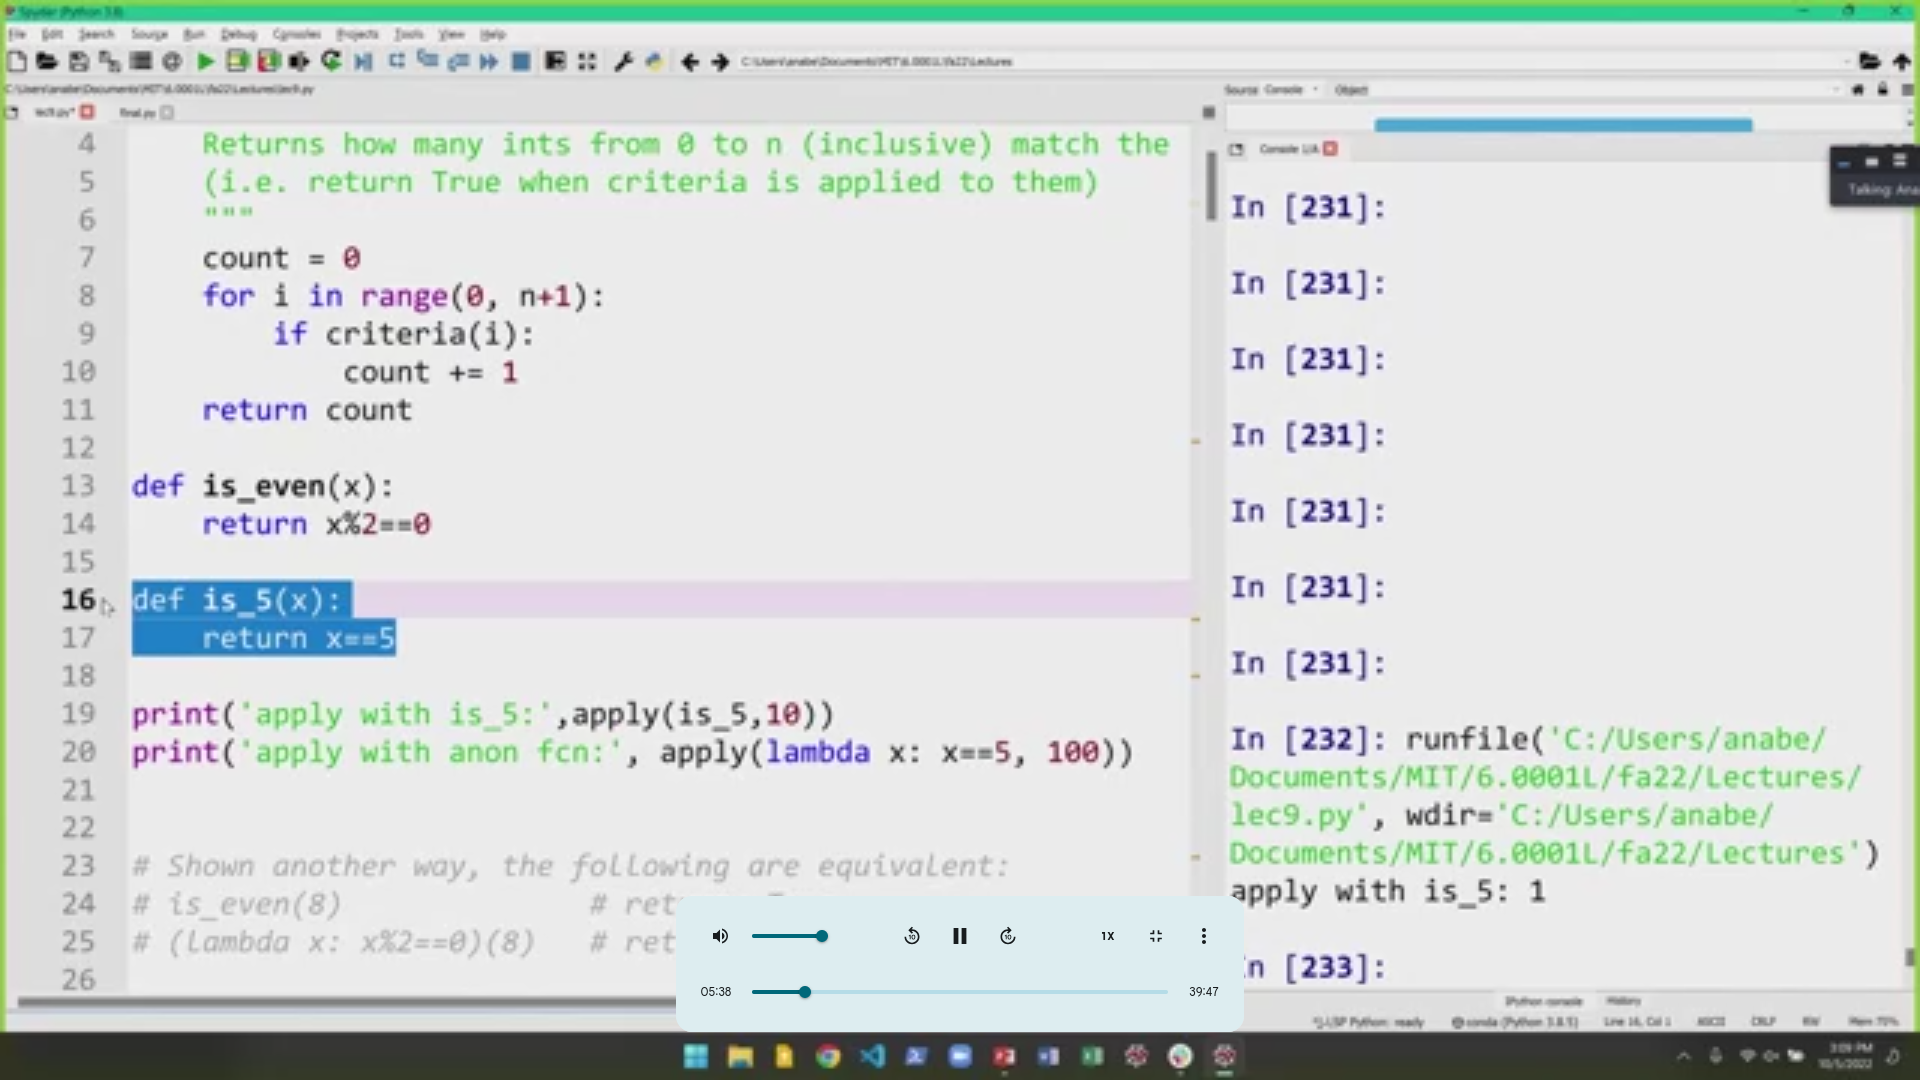 Spyder (Python 3.8)
File Edit Search Source Run Debug Consoles Projects Tools View Help
C:\Users\anabe\Documents\MIT\6.0001L\fa22\Lectures
C:\Users\anabe\Documents\MIT\6.0001L\fa22\Lectures\lec9.py
lec9.py* final.py
4 Returns how many ints from 0 to n (inclusive) match the
5 (i.e. return True when criteria is applied to them)
6 """
7 count = 0
8 for i in range(0, n+1):
9 if criteria(i):
10 count += 1
11 return count
12
13 def is_even(x):
14 return x%2==0
15
16 def is_5(x):
17 return x==5
18
19 print('apply with is_5:',apply(is_5,10))
20 print('apply with anon fcn:', apply(lambda x: x==5, 100))
21
22
23 # Shown another way, the following are equivalent:
24 # is_even(8) # ret
25 # (lambda x: x%2==0)(8) # ret
26
Source Console Object
Console 1/A
Talking: Ana
In [231]:
In [231]:
In [231]:
In [231]:
In [231]:
In [231]:
In [231]:
In [232]: runfile('C:/Users/anabe/
Documents/MIT/6.0001L/fa22/Lectures/
lec9.py', wdir='C:/Users/anabe/
Documents/MIT/6.0001L/fa22/Lectures')
apply with is_5: 1
In [233]:
IPython console History
LSP Python: ready conda (Python 3.8.5) Line 16, Col 1 ASCII CRLF RW Mem 70%
10 10 1X
05:38 39:47
3:09 PM
10/5/2022